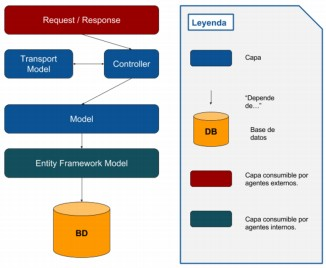 Request / Response
Transport
Model
Controller
Model
Entity Framework Model
BD
Leyenda
Capa
"Depende
de…"
DB
Base de
datos
Capa consumible por
agentes externos.
Capa consumible por
agentes internos.